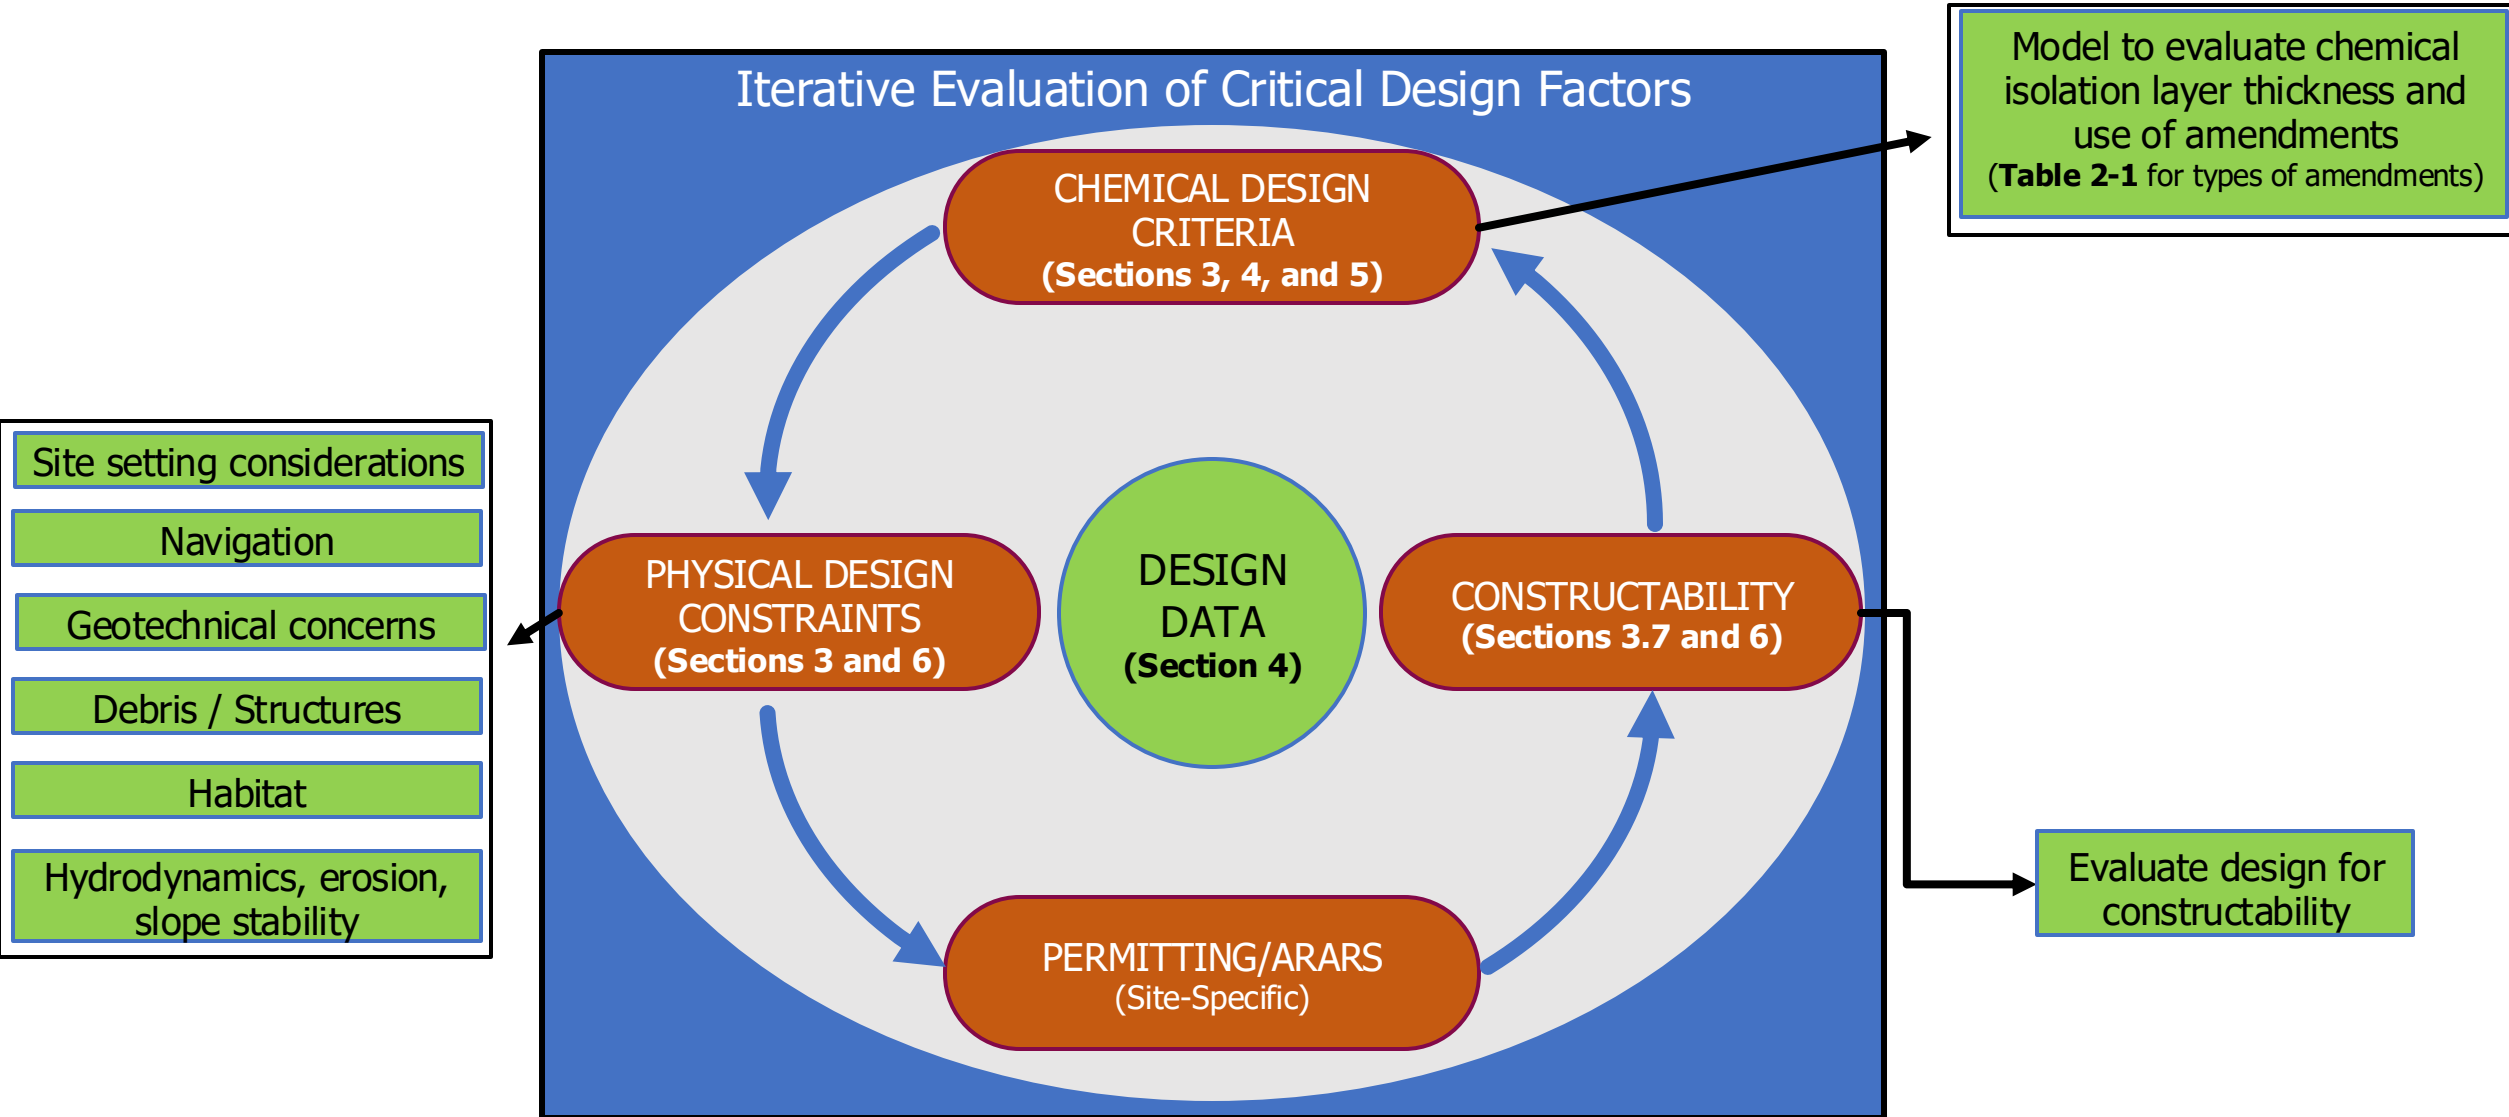 Iterative Evaluation of Critical Design Factors
Model to evaluate chemical
isolation layer thickness and
use of amendments
(Table 2-1 for types of amendments)
CHEMICAL DESIGN
CRITERIA
(Sections 3, 4, and 5)
Site setting considerations
Navigation
Geotechnical concerns
Debris / Structures
Habitat
Hydrodynamics, erosion,
slope stability
PHYSICAL DESIGN
CONSTRAINTS
(Sections 3 and 6)
DESIGN
DATA
(Section 4)
CONSTRUCTABILITY
(Sections 3.7 and 6)
PERMITTING/ARARS
(Site-Specific)
Evaluate design for
constructability